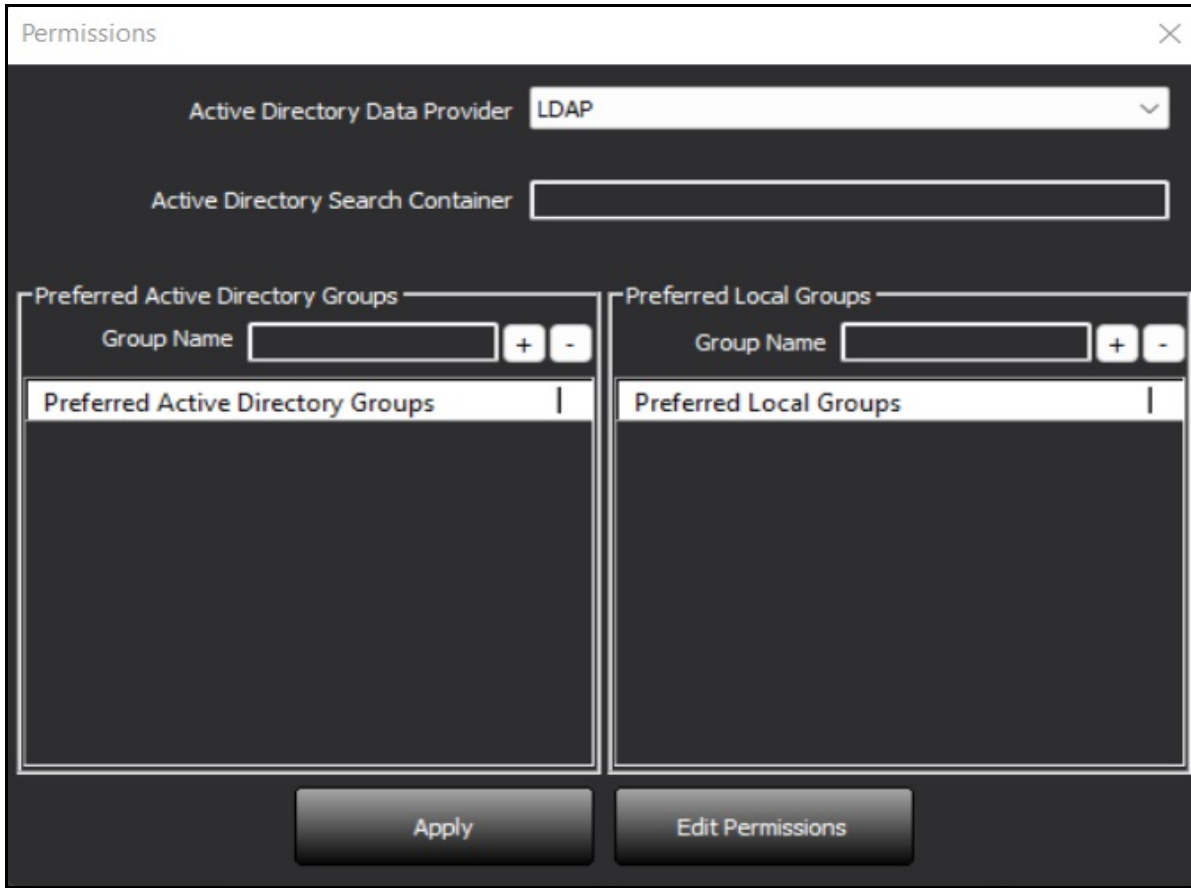 Permissions
Active Directory Data Provider LDAP
Active Directory Search Container
Preferred Active Directory Groups
Group Name + -
Preferred Active Directory Groups
Preferred Local Groups
Group Name + -
Preferred Local Groups
Apply
Edit Permissions